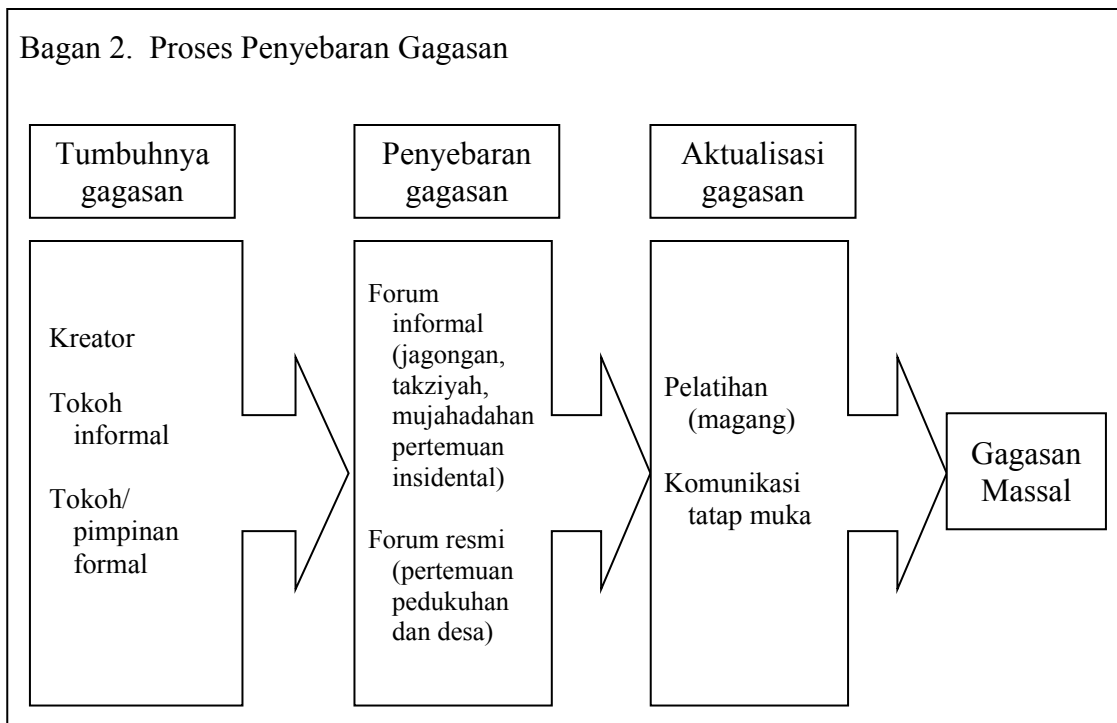 Bagan 2. Proses Penyebaran Gagasan
Tumbuhnya
gagasan
Penyebaran
gagasan
Aktualisasi
gagasan
Kreator
Tokoh
informal
Tokoh/
pimpinan
formal
Forum
informal
(jagongan,
takziyah,
mujahadahan
pertemuan
insidental)
Forum resmi
(pertemuan
pedukuhan
dan desa)
Pelatihan
(magang)
Komunikasi
tatap muka
Gagasan
Massal